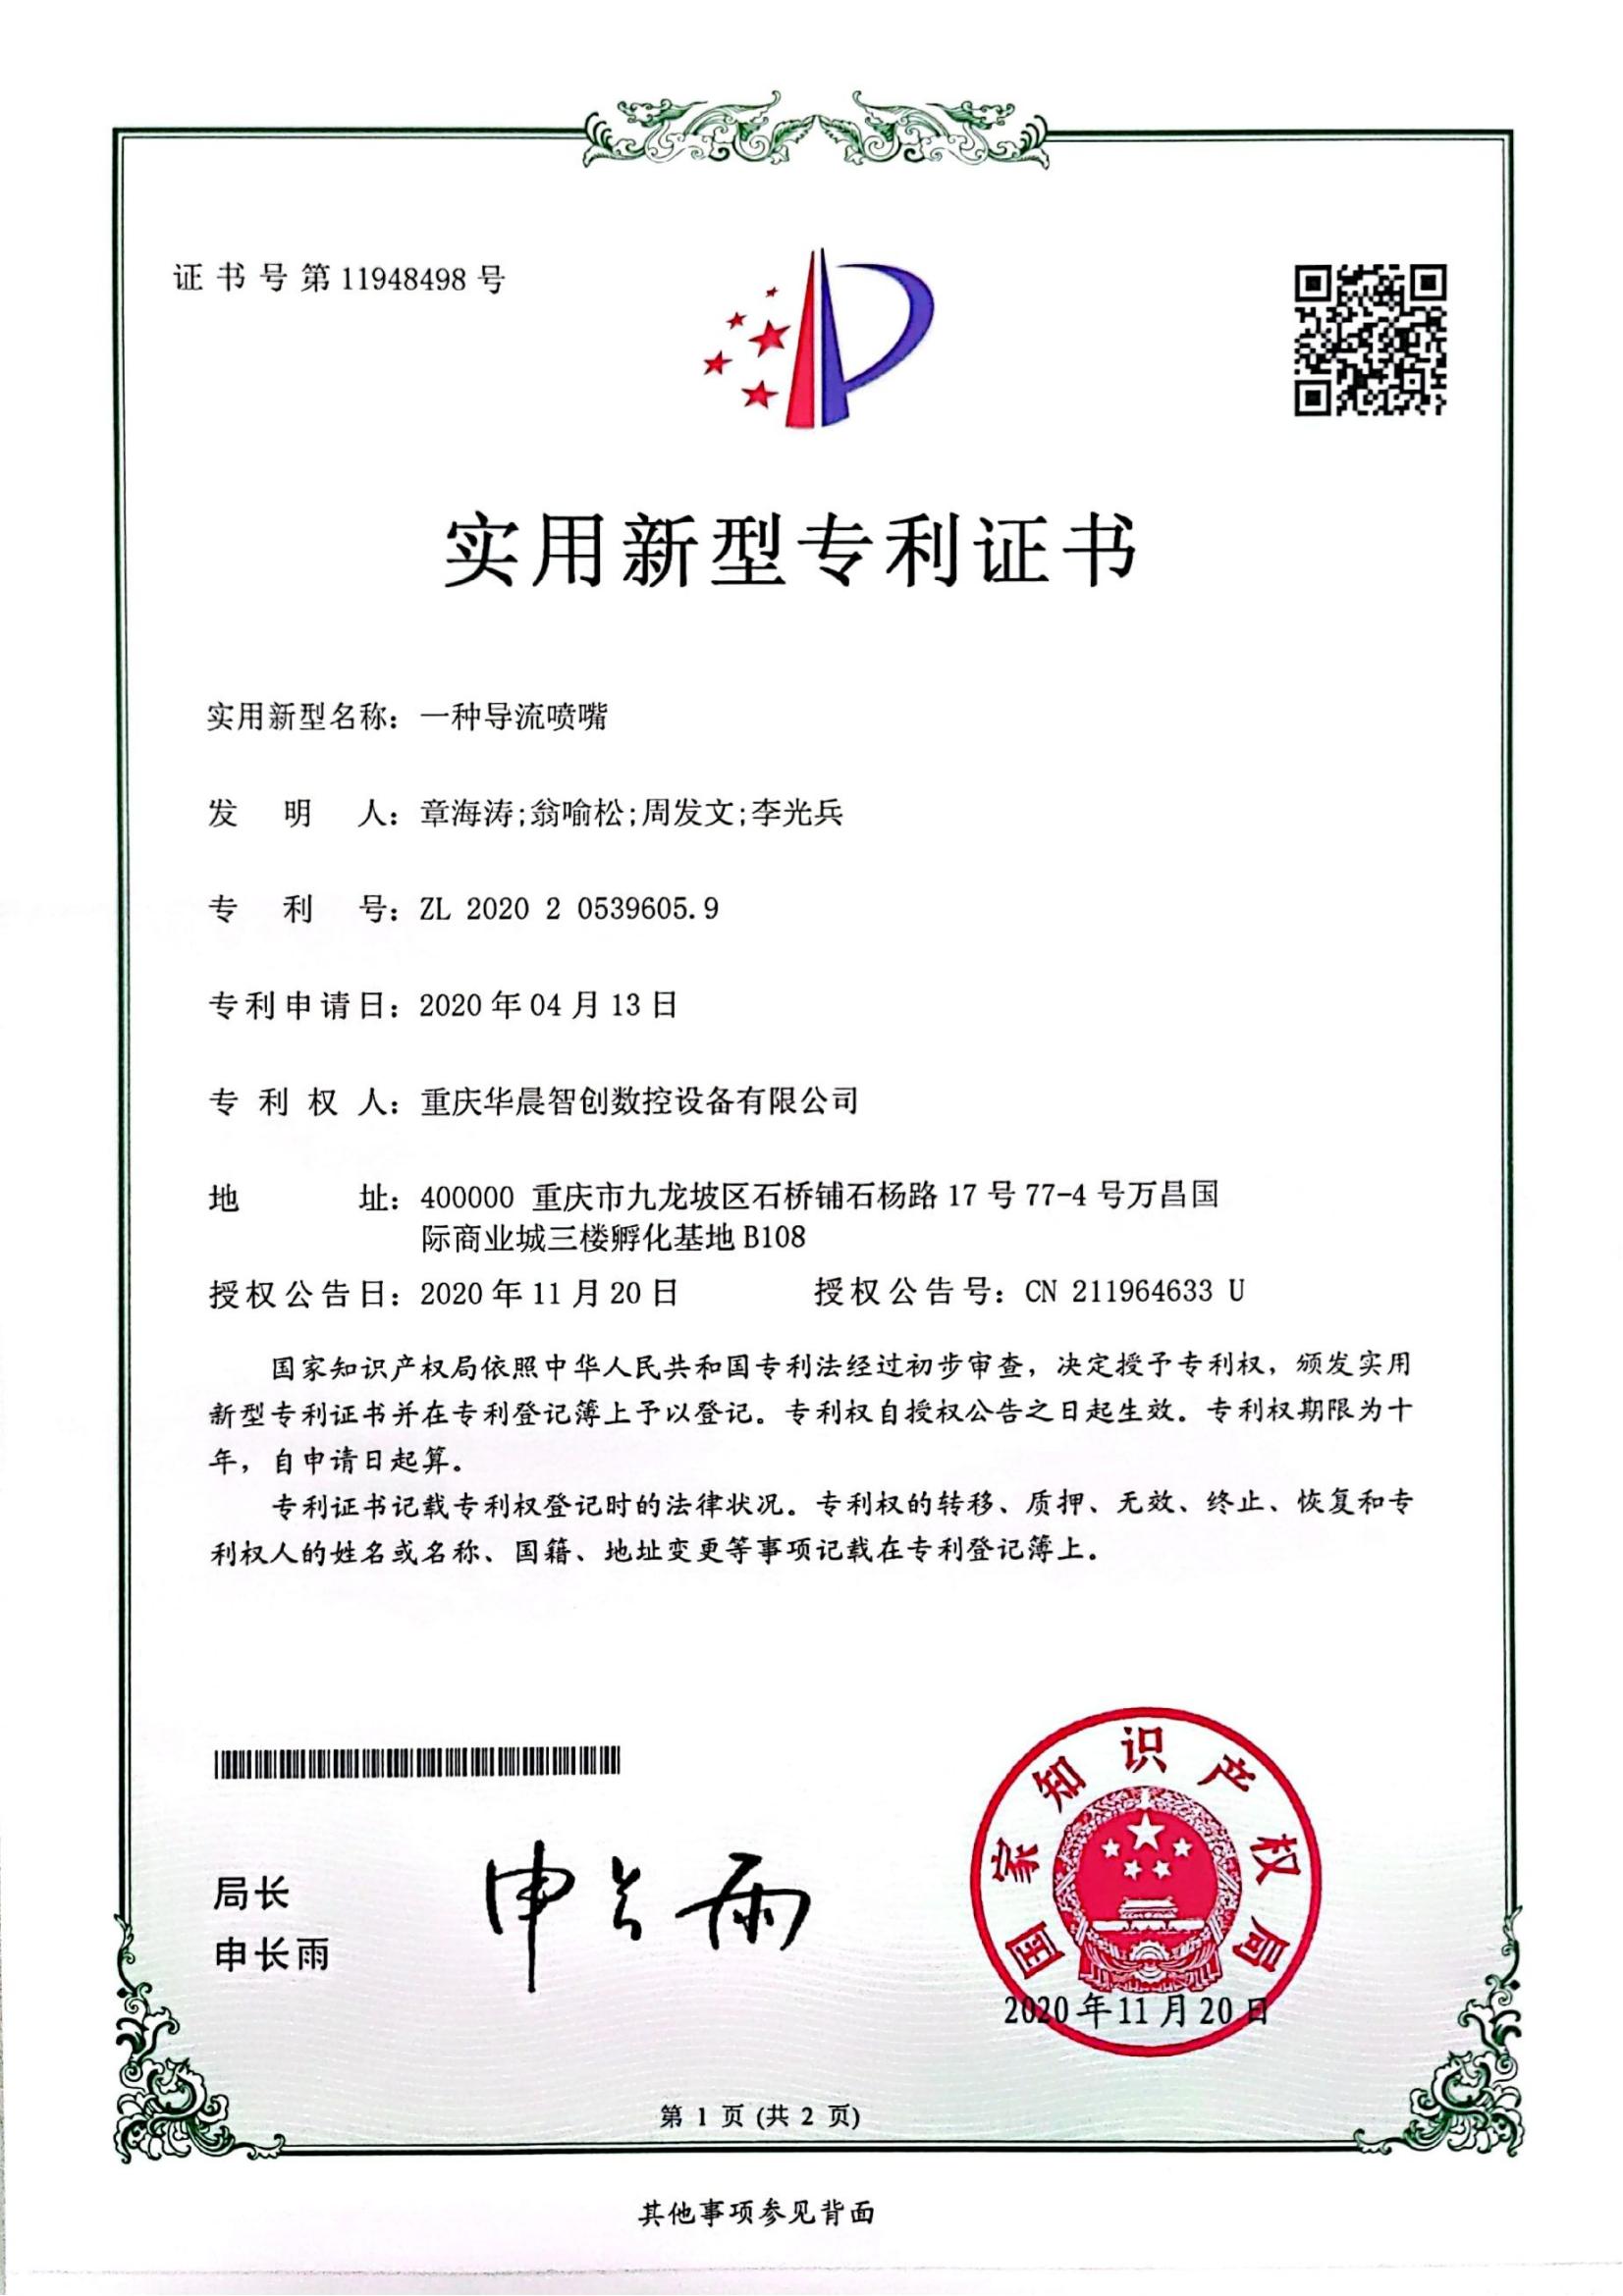 证书号第11948498号
实用新型专利证书
实用新型名称：一种导流喷嘴
发明人：章海涛;翁喻松;周发文;李光兵
专利号：ZL 2020 2 0539605.9
专利申请日：2020年04月13日
专利权人：重庆华晨智创数控设备有限公司
地址：400000 重庆市九龙坡区石桥铺石杨路17号77-4号万昌国
际商业城三楼孵化基地B108
授权公告日：2020年11月20日 授权公告号：CN 211964633 U
国家知识产权局依照中华人民共和国专利法经过初步审查，决定授予专利权，颁发实用
新型专利证书并在专利登记簿上予以登记。专利权自授权公告之日起生效。专利权期限为十
年，自申请日起算。
专利证书记载专利权登记时的法律状况。专利权的转移、质押、无效、终止、恢复和专
利权人的姓名或名称、国籍、地址变更等事项记载在专利登记簿上。
局长
申长雨
申长雨
国家知识产权局
2020年11月20日
第 1 页 (共 2 页)
其他事项参见背面